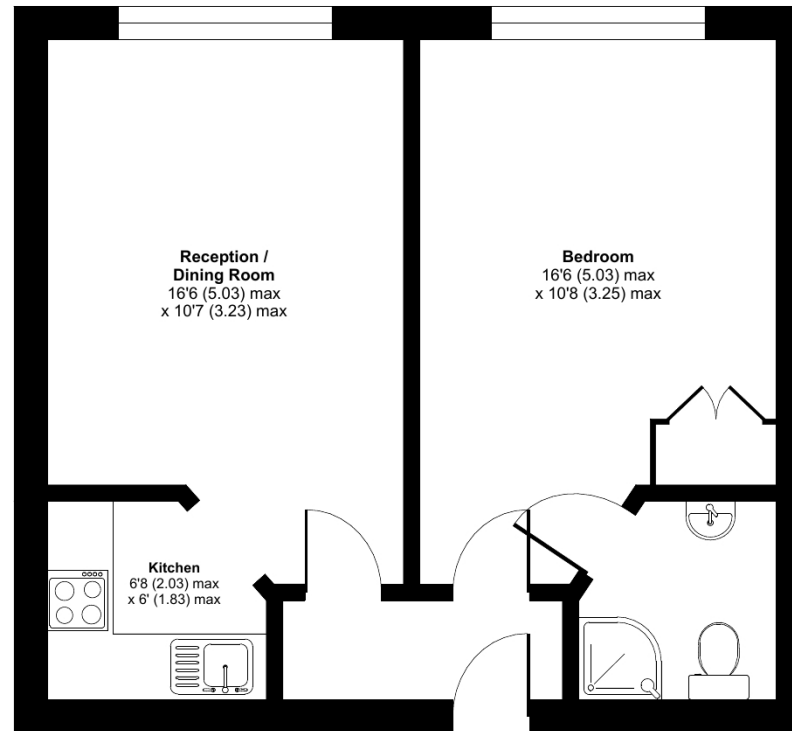 Reception /
Dining Room
16'6 (5.03) max
x 10'7 (3.23) max
Bedroom
16'6 (5.03) max
x 10'8 (3.25) max
Kitchen
6'8 (2.03) max
x 6' (1.83) max